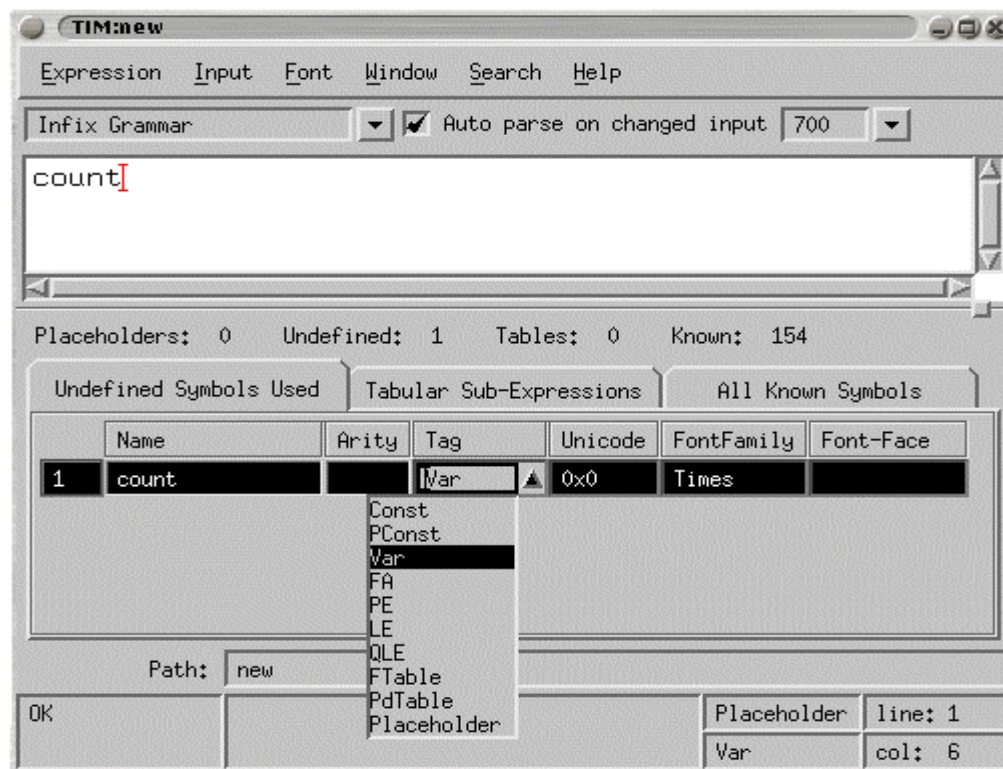 TIM:new
Expression Input Font Window Search Help
Infix Grammar Auto parse on changed input 700
count
Placeholders: 0 Undefined: 1 Tables: 0 Known: 154
Undefined Symbols Used Tabular Sub-Expressions All Known Symbols
Name Arity Tag Unicode FontFamily Font-Face
1 count Var 0x0 Times
Const
PConst
Var
FA
PE
LE
QLE
FTable
PdTable
Placeholder
Path: new
OK Placeholder line: 1
Var col: 6